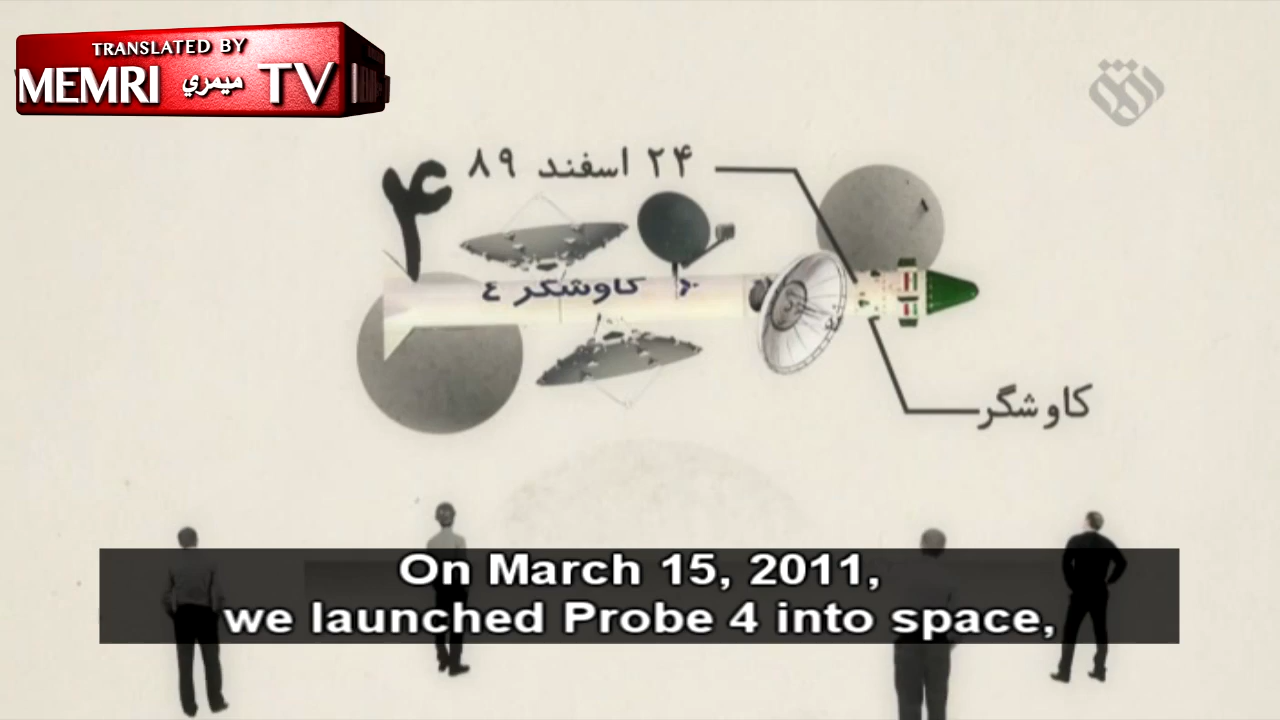 TRANSLATED BY
MEMRI ميمري TV
۲۴ اسفند ۸۹
۴
کاوشگر ٤
کاوشگر
On March 15, 2011,
we launched Probe 4 into space,